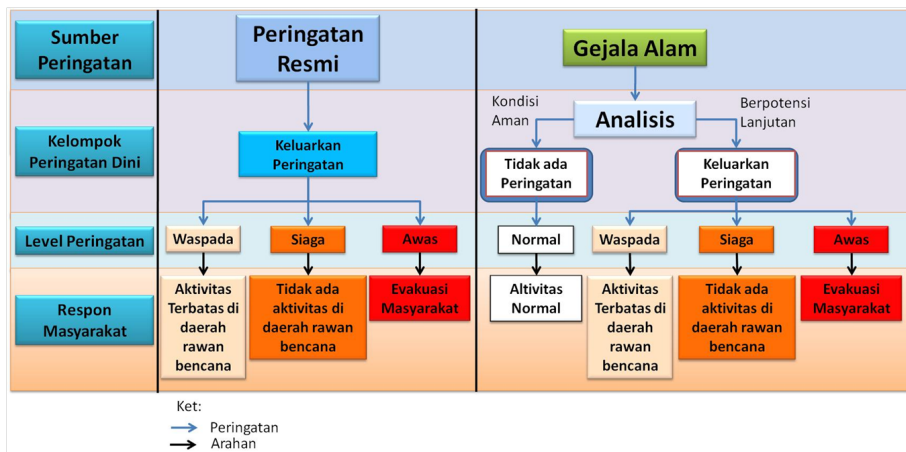 Sumber
Peringatan
Peringatan
Resmi
Gejala Alam
Kelompok
Peringatan Dini
Keluarkan
Peringatan
Kondisi
Aman
Analisis
Berpotensi
Lanjutan
Tidak ada
Peringatan
Keluarkan
Peringatan
Level Peringatan
Waspada
Siaga
Awas
Normal
Waspada
Siaga
Awas
Respon
Masyarakat
Aktivitas
Terbatas di
daerah
rawan
bencana
Tidak ada
aktivitas di
daerah rawan
bencana
Evakuasi
Masyarakat
Altivitas
Normal
Aktivitas
Terbatas di
daerah
rawan
bencana
Tidak ada
aktivitas di
daerah rawan
bencana
Evakuasi
Masyarakat
Ket:
Peringatan
Arahan